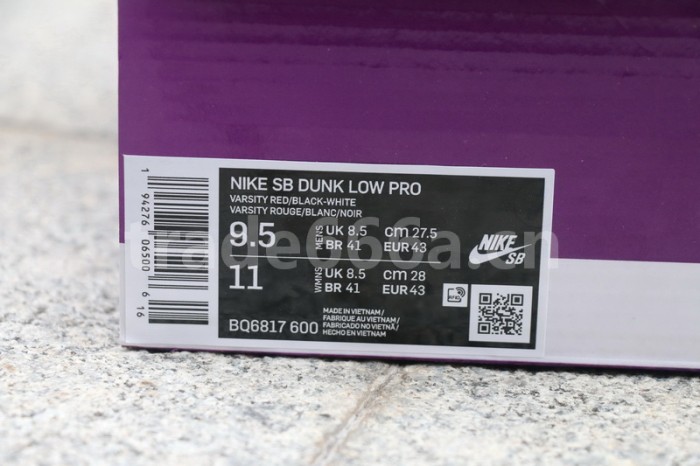 NIKE SB DUNK LOW PRO
VARSITY RED/BLACK-WHITE
VARSITY ROUGE/BLANC/NOIR
9.5 MENS UK 8.5 CM 27.5
BR 41 EUR 43
11 WMNS UK 8.5 CM 28
BR 41 EUR 43
BQ6817 600
MADE IN VIETNAM/
FABRIQUE AU VIETNAM/
FABRICADO NO VIETNÃ/
HECHO EN VIETNAM
1 94276 06500 6 16
NIKE
SB
RFID
trade666a.cn